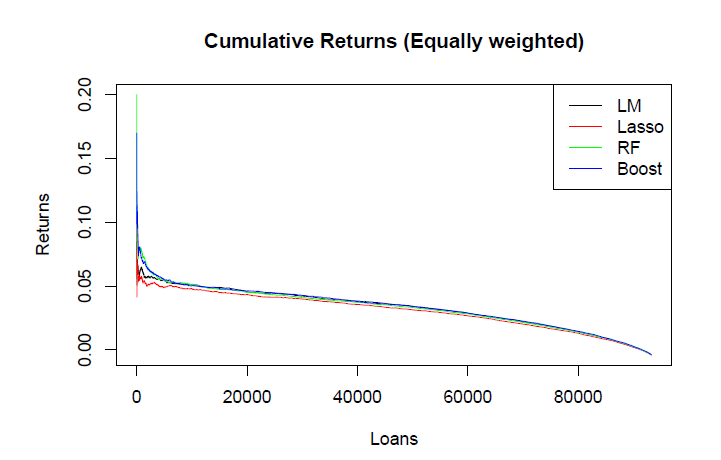 Cumulative Returns (Equally weighted)
LM
Lasso
RF
Boost
Returns
0.20
0.15
0.10
0.05
0.00
0
20000
40000
60000
80000
Loans